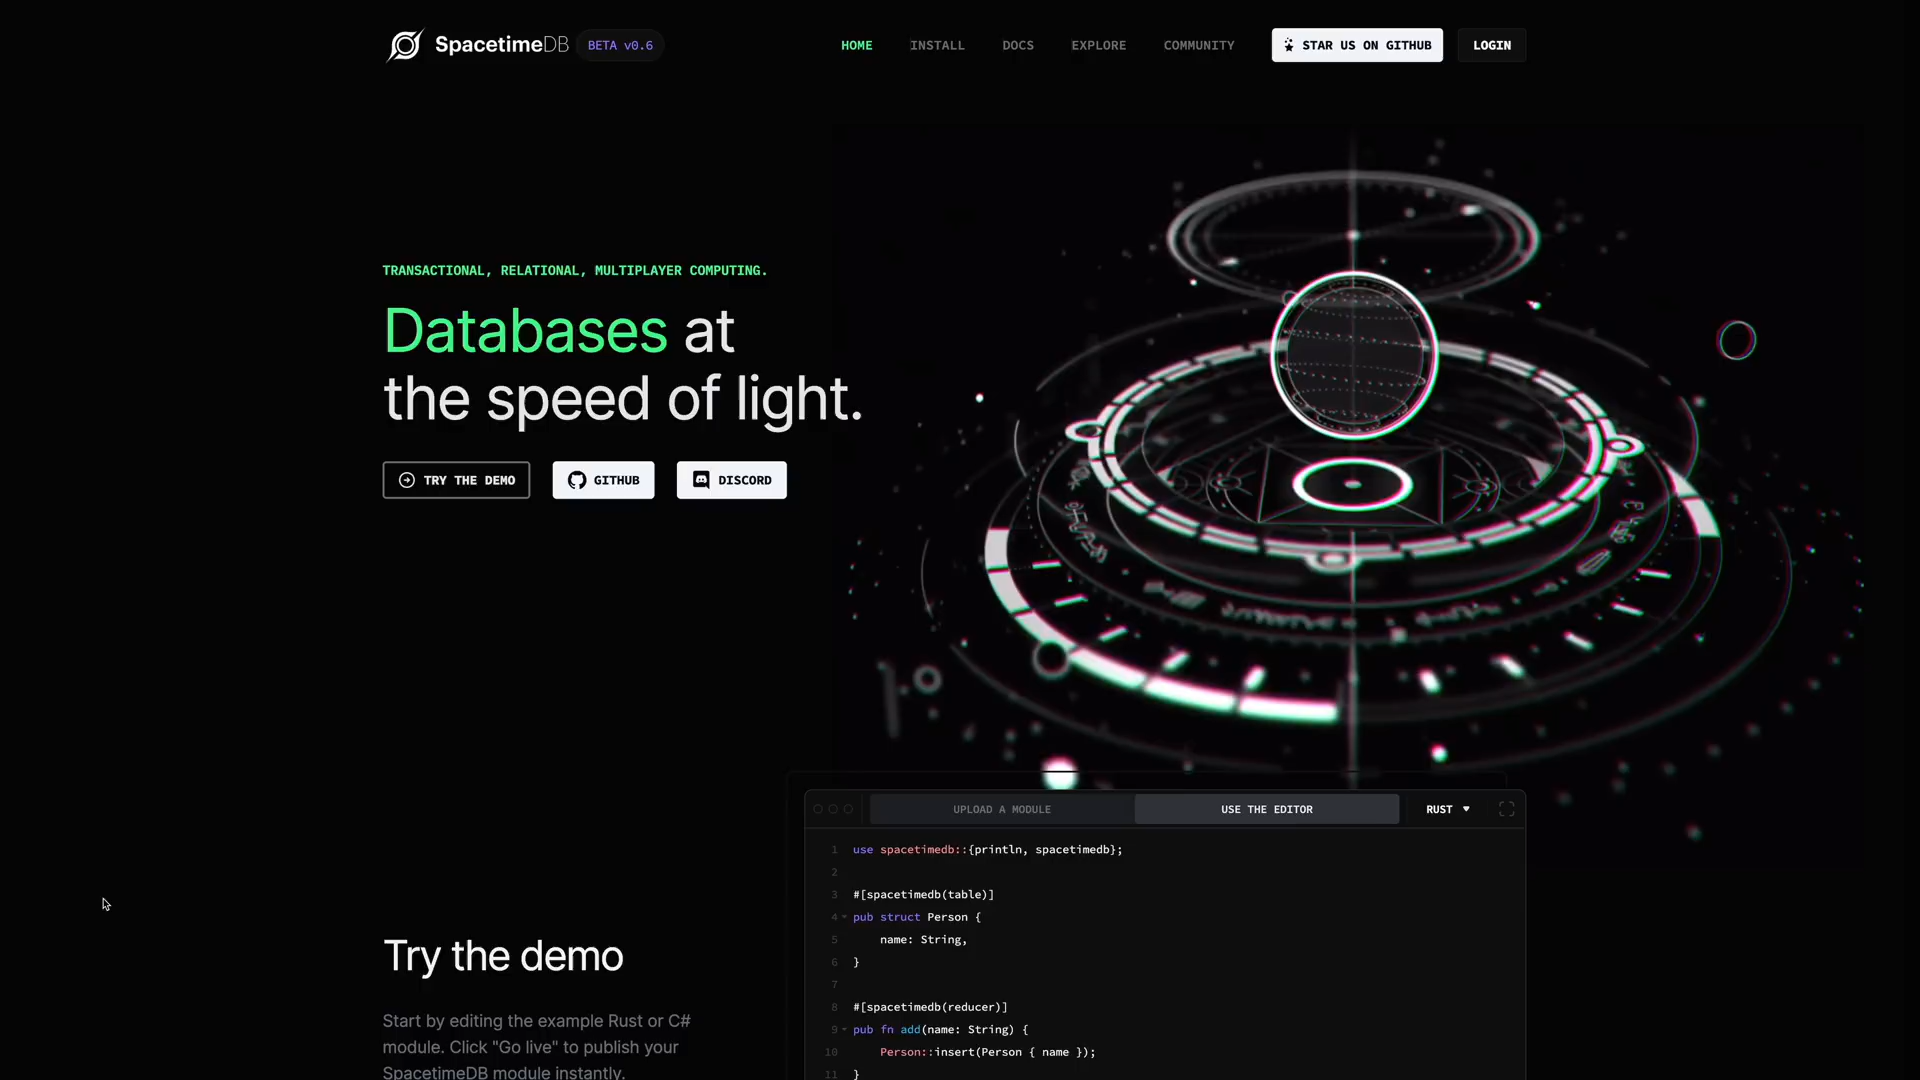 SpacetimeDB BETA v0.6 HOME INSTALL DOCS EXPLORE COMMUNITY STAR US ON GITHUB LOGIN
TRANSACTIONAL, RELATIONAL, MULTIPLAYER COMPUTING.
Databases at
the speed of light.
TRY THE DEMO GITHUB DISCORD
UPLOAD A MODULE USE THE EDITOR RUST
1 use spacetimedb::{println, spacetimedb};
2
3 #[spacetimedb(table)]
4 pub struct Person {
5 name: String,
6 }
7
8 #[spacetimedb(reducer)]
9 pub fn add(name: String) {
10 Person::insert(Person { name });
11 }
Try the demo
Start by editing the example Rust or C#
module. Click "Go live" to publish your
SpacetimeDB module instantly.